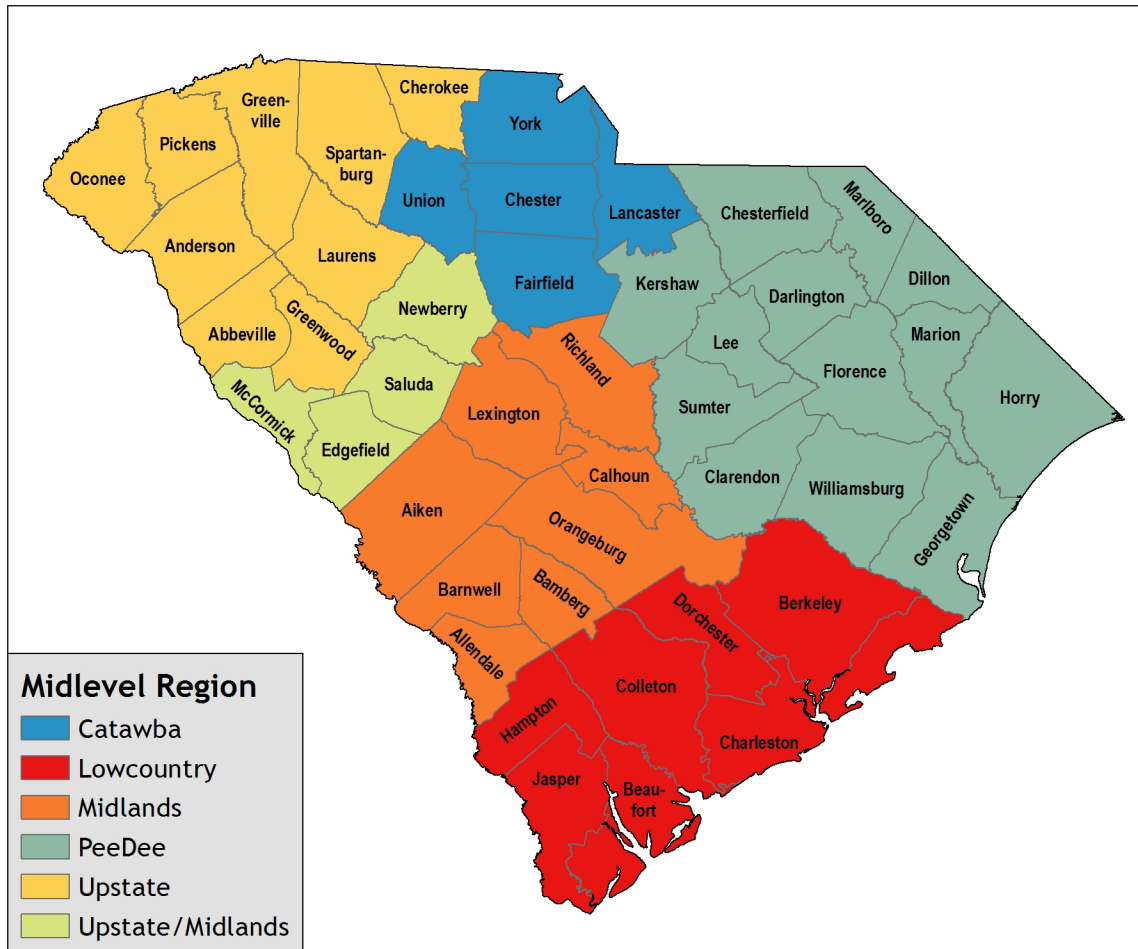 Cherokee
Green-
ville
York
Pickens
Spartan-
burg
Oconee
Union
Chester
Lancaster
Chesterfield
Marlboro
Anderson
Laurens
Dillon
Fairfield
Kershaw
Darlington
Newberry
Greenwood
Abbeville
Marion
Lee
Richland
Florence
Saluda
McCormick
Horry
Lexington
Sumter
Edgefield
Calhoun
Clarendon
Williamsburg
Aiken
Orangeburg
Georgetown
Barnwell
Bamberg
Berkeley
Dorchester
Allendale
Colleton
Hampton
Charleston
Jasper
Beau-
fort
Midlevel Region
Catawba
Lowcountry
Midlands
PeeDee
Upstate
Upstate/Midlands